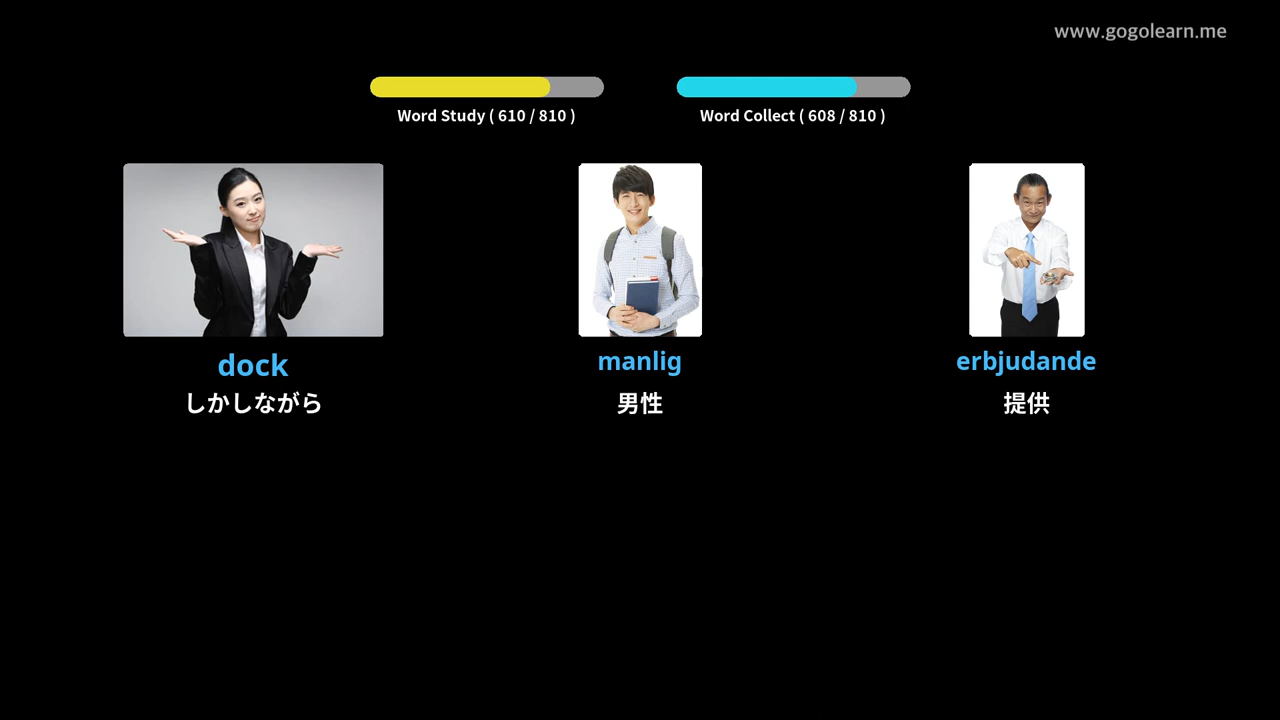 www.gogolearn.me
Word Study ( 610 / 810 )
Word Collect ( 608 / 810 )
dock
しかしながら
manlig
男性
erbjudande
提供